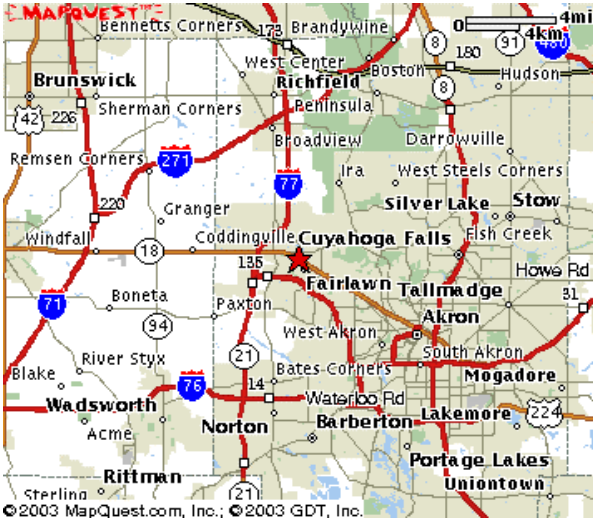 MAPQUEST
Bennetts Corners
173
Brandywine
0 4mi
4km
8
91
480
West Center
Boston
180
Brunswick
Richfield
Hudson
8
Sherman Corners
Peninsula
42
226
Broadview
Darrowville
Remsen Corners
271
Ira
West Steels Corners
77
Silver Lake
Stow
220
Granger
Windfall
18
Coddingville
Cuyahoga Falls
Fish Creek
135
Howe Rd
Fairlawn
Tallmadge
71
Boneta
Paxton
31
94
West Akron
Akron
River Styx
21
South Akron
Blake
76
14
Bates Corners
Mogadore
Wadsworth
Waterloo Rd
Lakemore
224
Acme
Norton
Barberton
Portage Lakes
Rittman
Uniontown
Sterling
21
©2003 MapQuest.com, Inc.; ©2003 GDT, Inc.